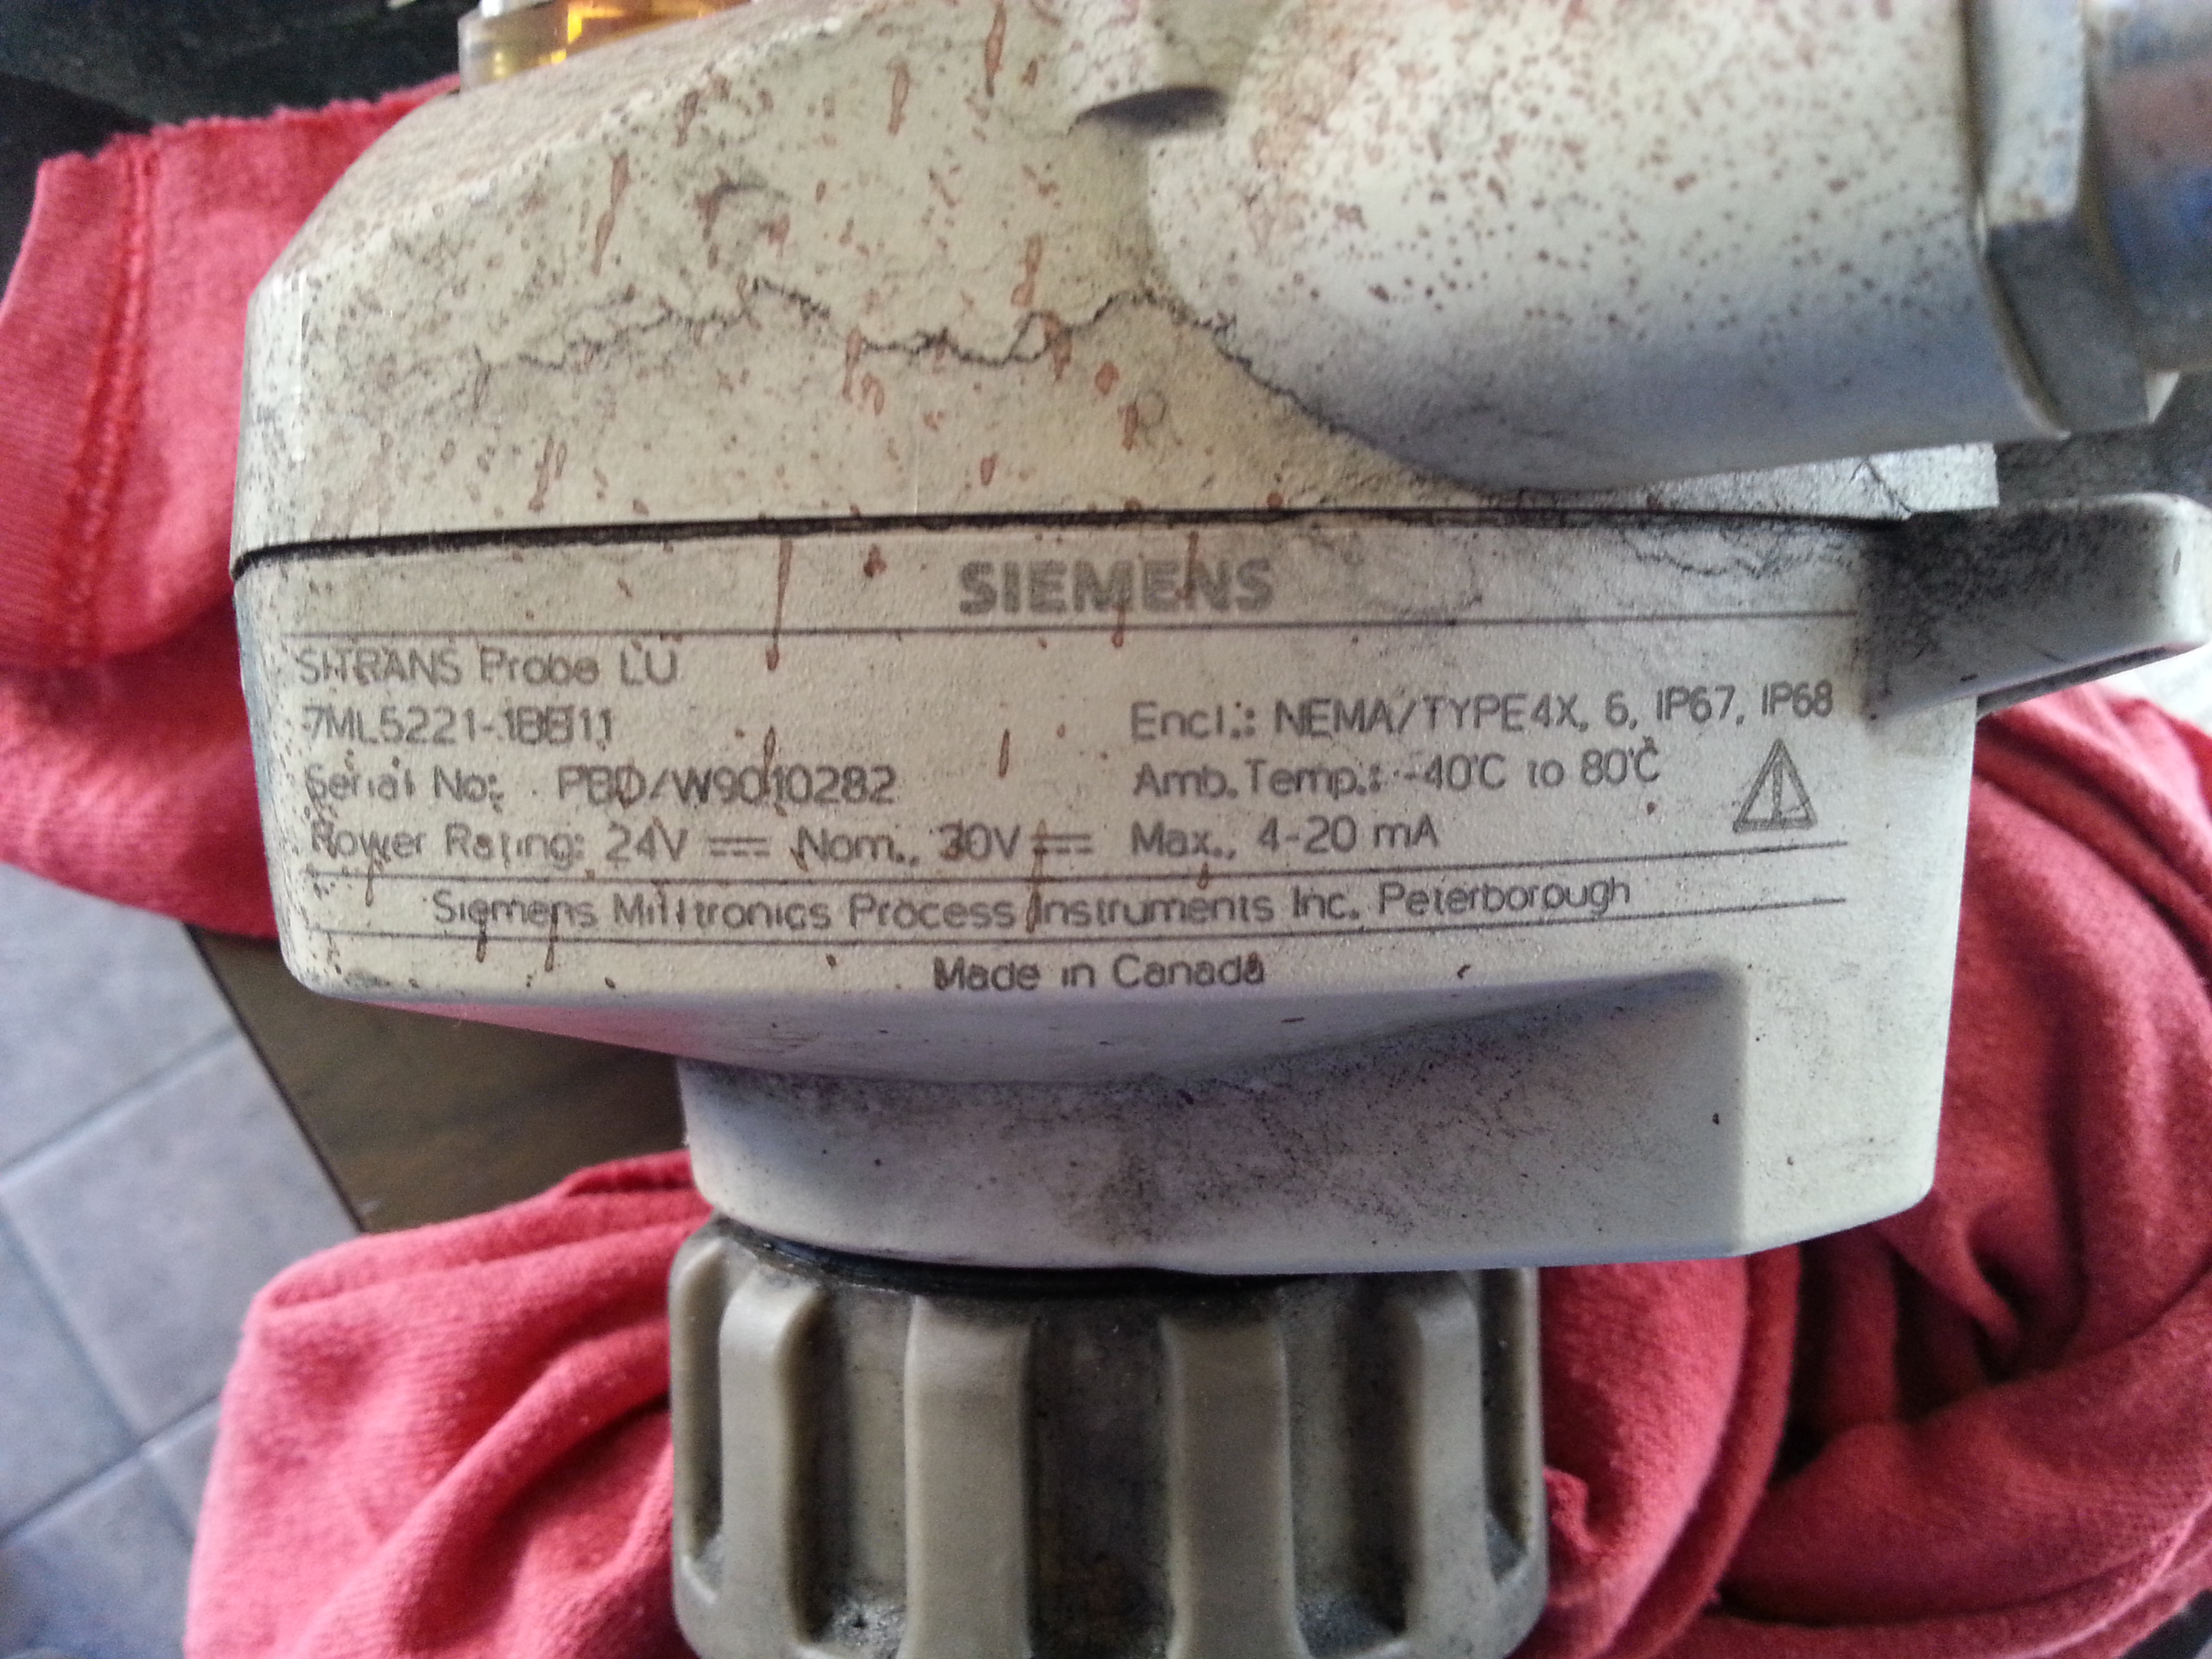 SIEMENS
SITRANS Probe LU
7ML5221-1BB11
Encl.: NEMA/TYPE4X, 6, IP67, IP68
Serial No: PBD/W9010282
Amb. Temp.: -40°C to 80°C
Power Rating: 24V ⎓ Nom., 30V ⎓ Max., 4-20 mA
Siemens Milltronics Process Instruments Inc. Peterborough
Made in Canada